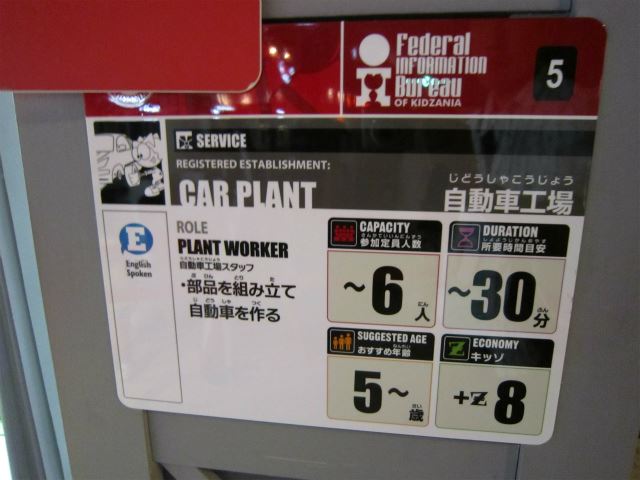 Federal
INFORMATION
Bureau
OF KIDZANIA
5
SERVICE
REGISTERED ESTABLISHMENT:
CAR PLANT
じどうしゃこうじょう
自動車工場
E
English
Spoken
ROLE
PLANT WORKER
自動車工場スタッフ
・部品を組み立て
自動車を作る
CAPACITY
参加定員人数
~6人
DURATION
所要時間目安
~30分
SUGGESTED AGE
おすすめ年齢
5~歳
ECONOMY
キッゾ
+Z 8